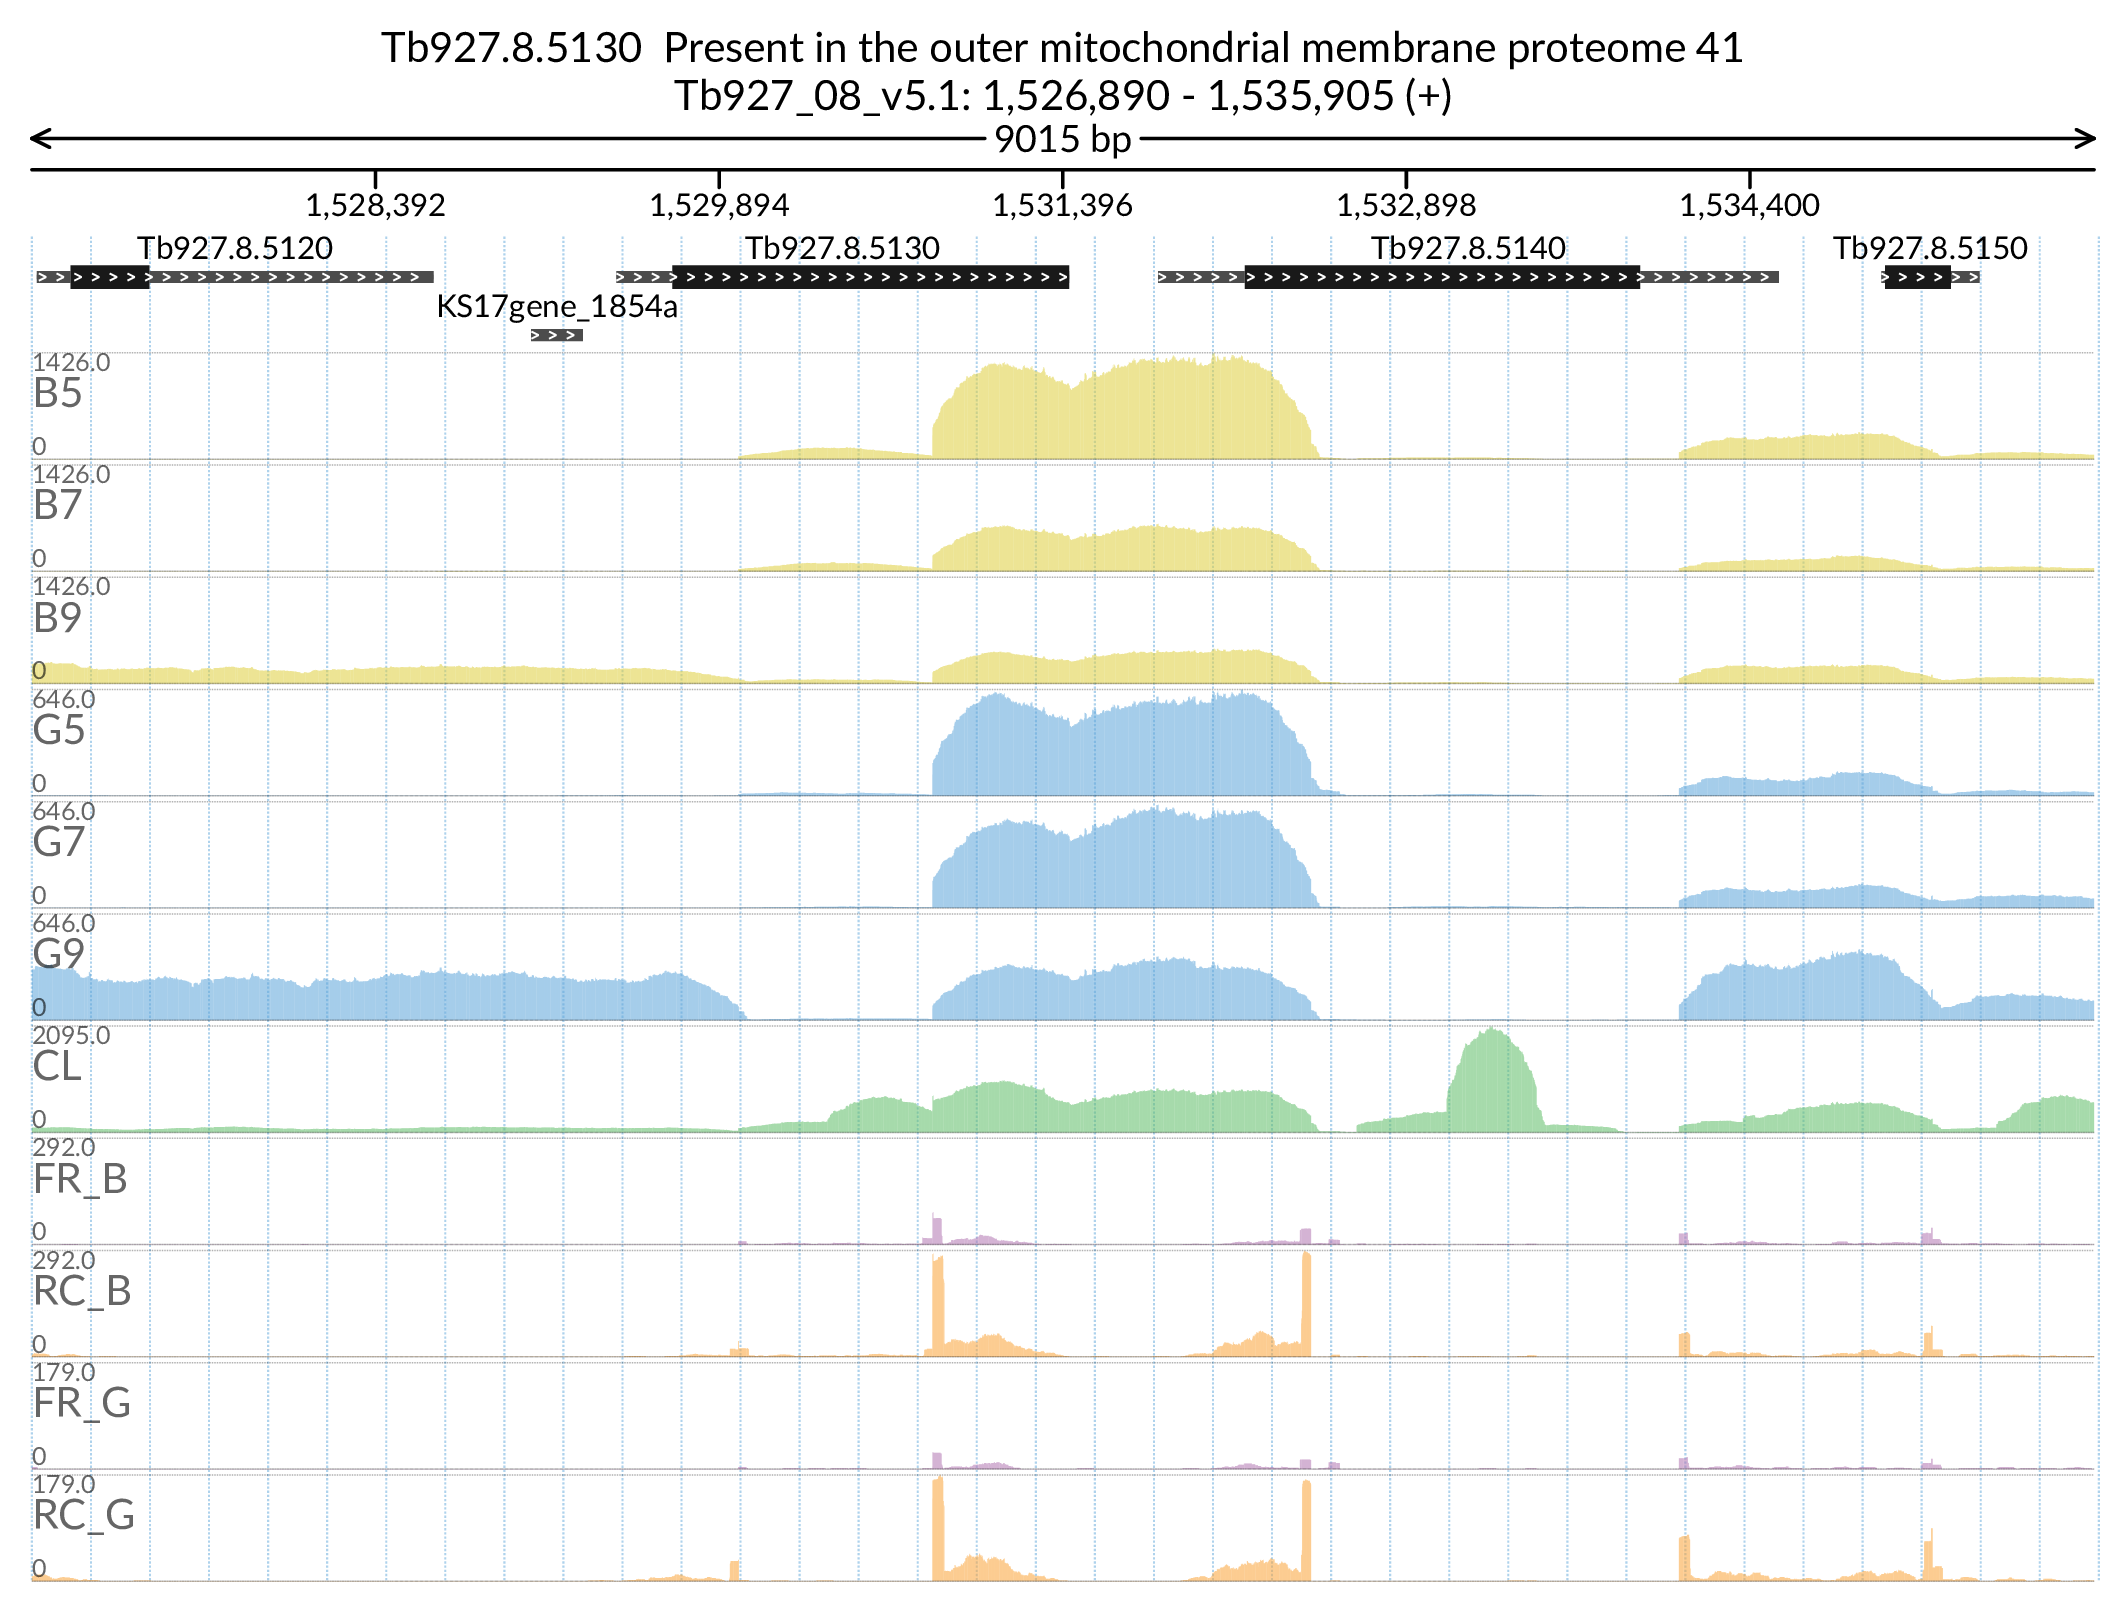 Tb927.8.5130  Present in the outer mitochondrial membrane proteome 41
Tb927_08_v5.1: 1,526,890 - 1,535,905 (+)
9015 bp
1,528,392 1,529,894 1,531,396 1,532,898 1,534,400
Tb927.8.5120 Tb927.8.5130 Tb927.8.5140 Tb927.8.5150
KS17gene_1854a
1426.0
B5
0
1426.0
B7
0
1426.0
B9
0
646.0
G5
0
646.0
G7
0
646.0
G9
0
2095.0
CL
0
292.0
FR_B
0
292.0
RC_B
0
179.0
FR_G
0
179.0
RC_G
0